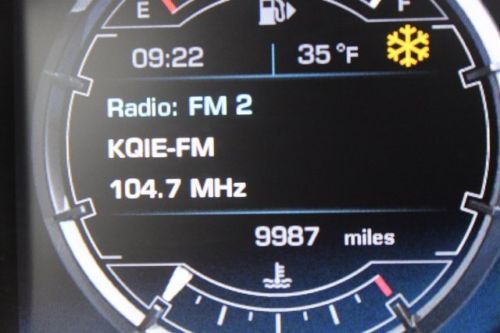 E F
09:22 35 °F
Radio: FM 2
KQIE-FM
104.7 MHz
9987 miles